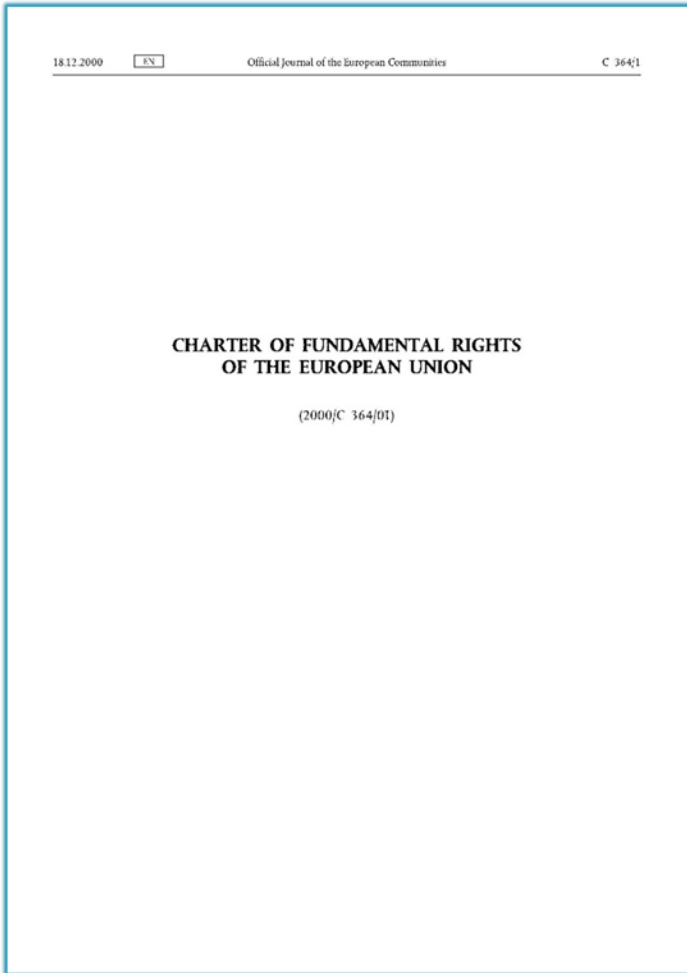 18.12.2000 EN Official Journal of the European Communities C 364/1
CHARTER OF FUNDAMENTAL RIGHTS
OF THE EUROPEAN UNION
(2000/C 364/01)